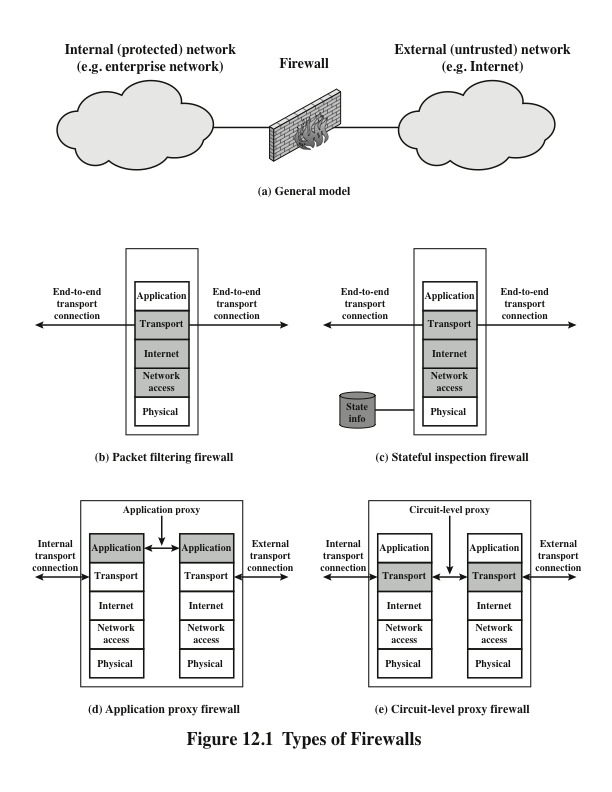 Internal (protected) network
(e.g. enterprise network)
Firewall
External (untrusted) network
(e.g. Internet)
(a) General model
End-to-end
transport
connection
Application
Transport
Internet
Network
access
Physical
End-to-end
transport
connection
(b) Packet filtering firewall
End-to-end
transport
connection
Application
Transport
Internet
Network
access
Physical
End-to-end
transport
connection
State
info
(c) Stateful inspection firewall
Application proxy
Internal
transport
connection
Application
Transport
Internet
Network
access
Physical
Application
Transport
Internet
Network
access
Physical
External
transport
connection
(d) Application proxy firewall
Circuit-level proxy
Internal
transport
connection
Application
Transport
Internet
Network
access
Physical
Application
Transport
Internet
Network
access
Physical
External
transport
connection
(e) Circuit-level proxy firewall
Figure 12.1 Types of Firewalls